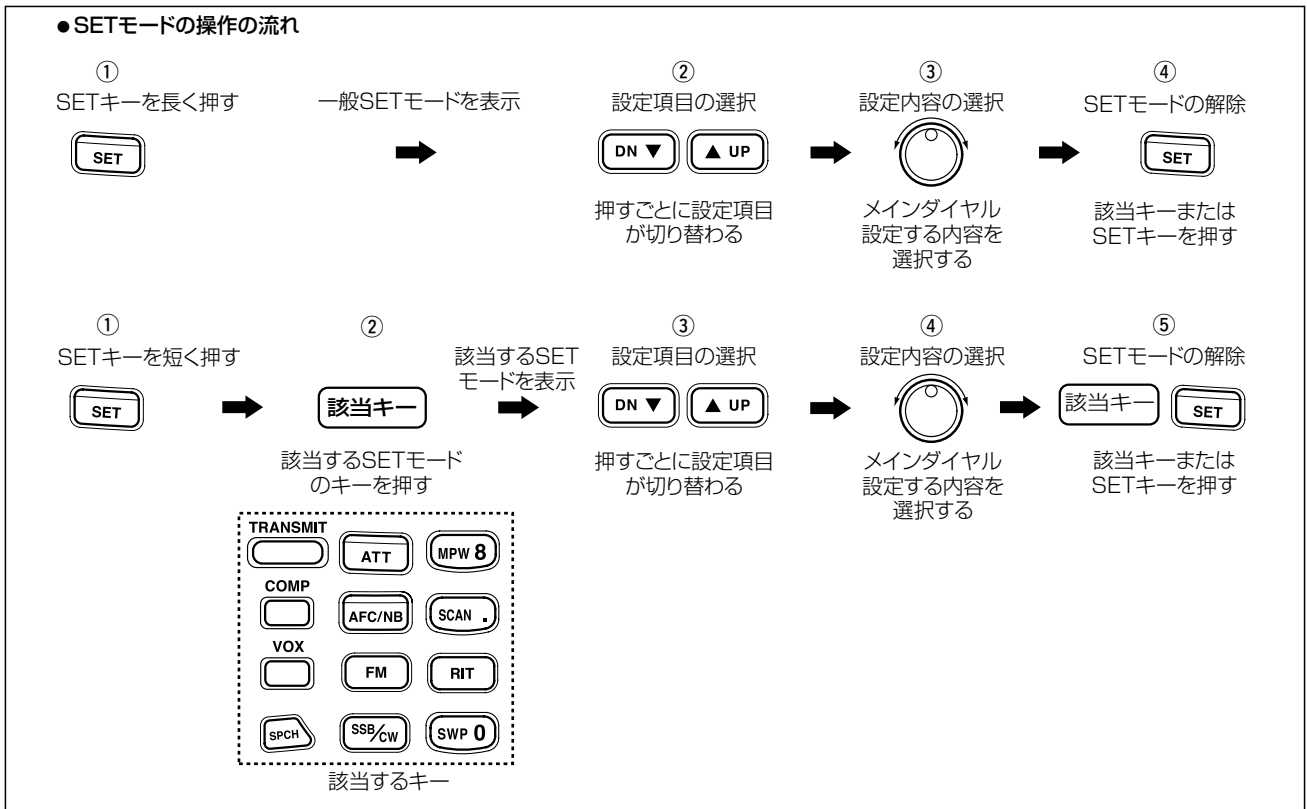 ●SETモードの操作の流れ
①
SETキーを長く押す
SET
一般SETモードを表示
②
設定項目の選択
DN ▼
▲ UP
押すごとに設定項目
が切り替わる
③
設定内容の選択
メインダイヤル
設定する内容を
選択する
④
SETモードの解除
SET
該当キーまたは
SETキーを押す
①
SETキーを短く押す
SET
②
該当キー
該当するSETモード
のキーを押す
該当するSET
モードを表示
③
設定項目の選択
DN ▼
▲ UP
押すごとに設定項目
が切り替わる
④
設定内容の選択
メインダイヤル
設定する内容を
選択する
⑤
SETモードの解除
該当キー
SET
該当キーまたは
SETキーを押す
TRANSMIT
ATT
MPW 8
COMP
AFC/NB
SCAN .
VOX
FM
RIT
SPCH
SSB/CW
SWP 0
該当するキー